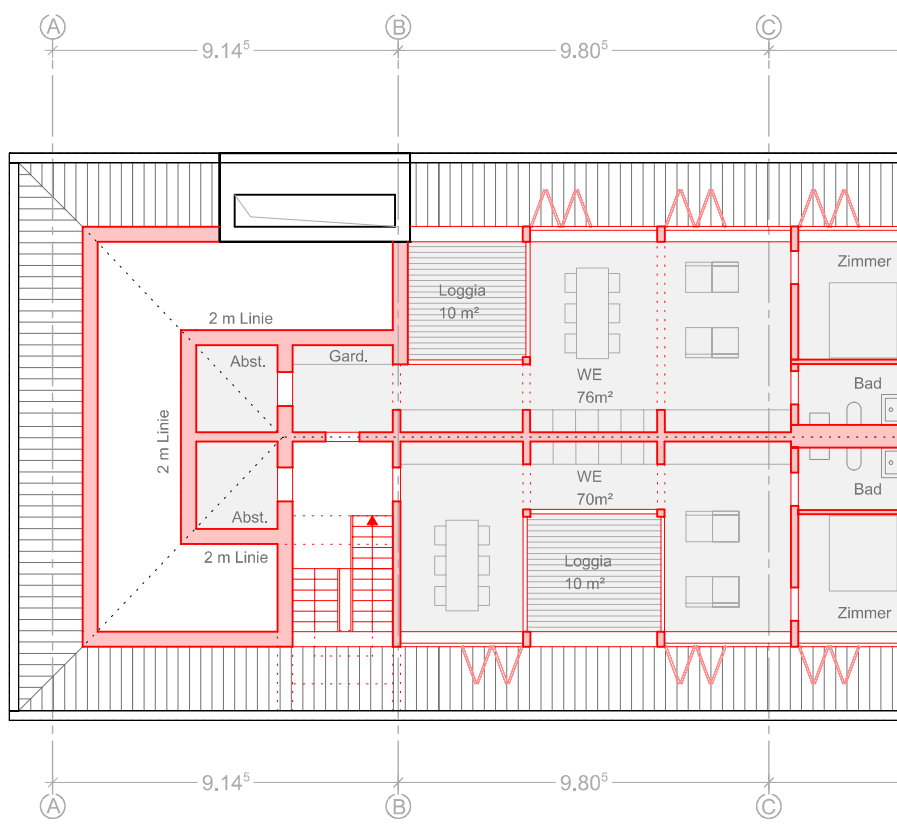 A B C
9.14⁵ 9.80⁵
Zimmer
Loggia
10 m²
2 m Linie
Abst.
Gard.
WE
76m²
Bad
2 m Linie
WE
70m²
Bad
Abst.
2 m Linie
Loggia
10 m²
Zimmer
9.14⁵ 9.80⁵
A B C